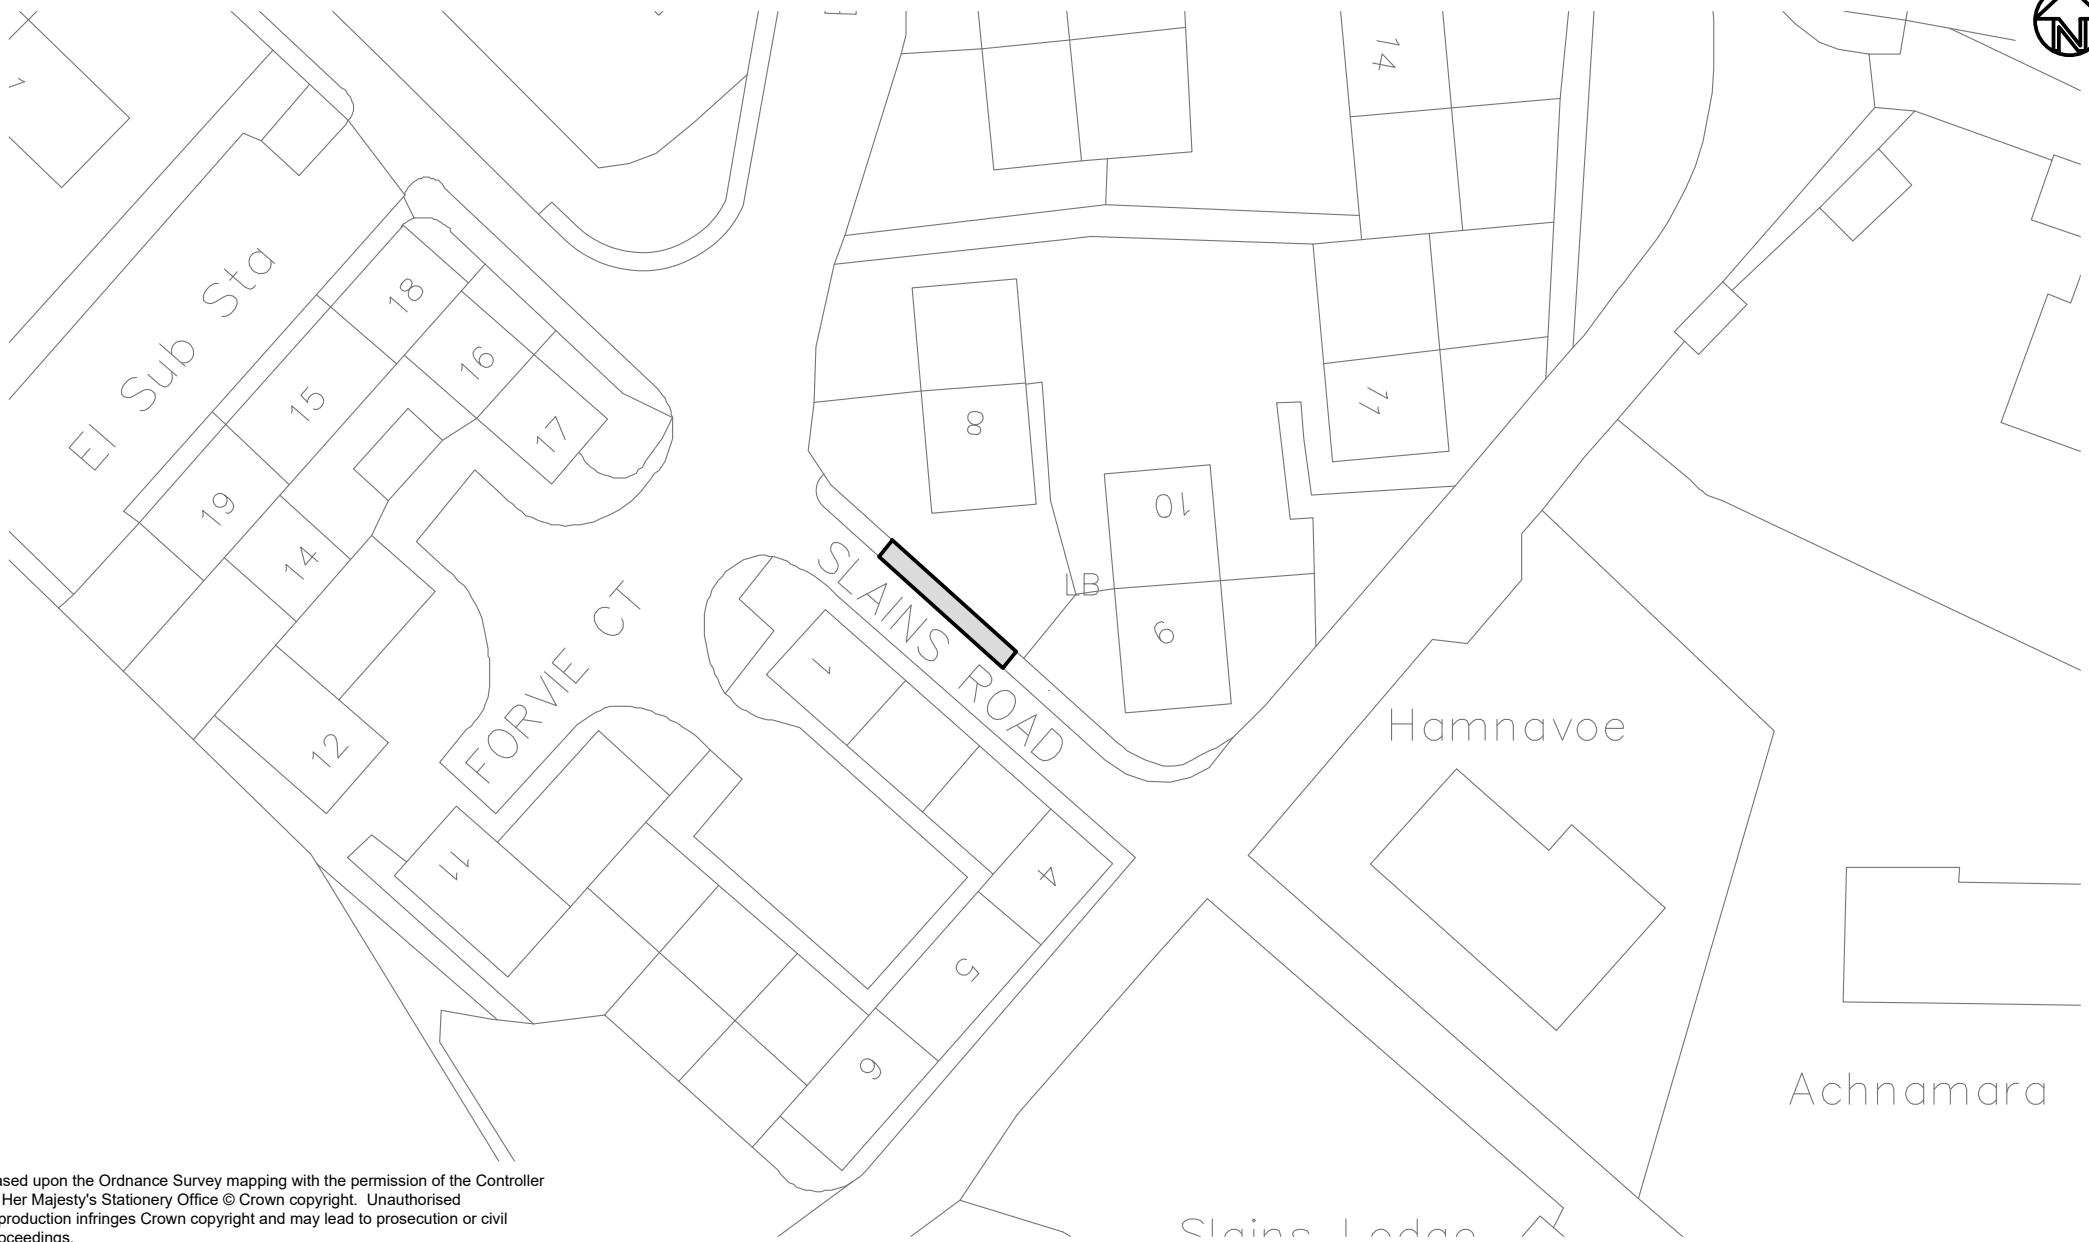 N
14
El Sub Sta
18
16
15
17
8
11
19
10
14
LB
SLAINS ROAD
9
FORVIE CT
1
12
Hamnavoe
11
4
5
6
Achnamara
Slains Lodge
ased upon the Ordnance Survey mapping with the permission of the Controller
Her Majesty's Stationery Office © Crown copyright. Unauthorised
production infringes Crown copyright and may lead to prosecution or civil
oceedings.